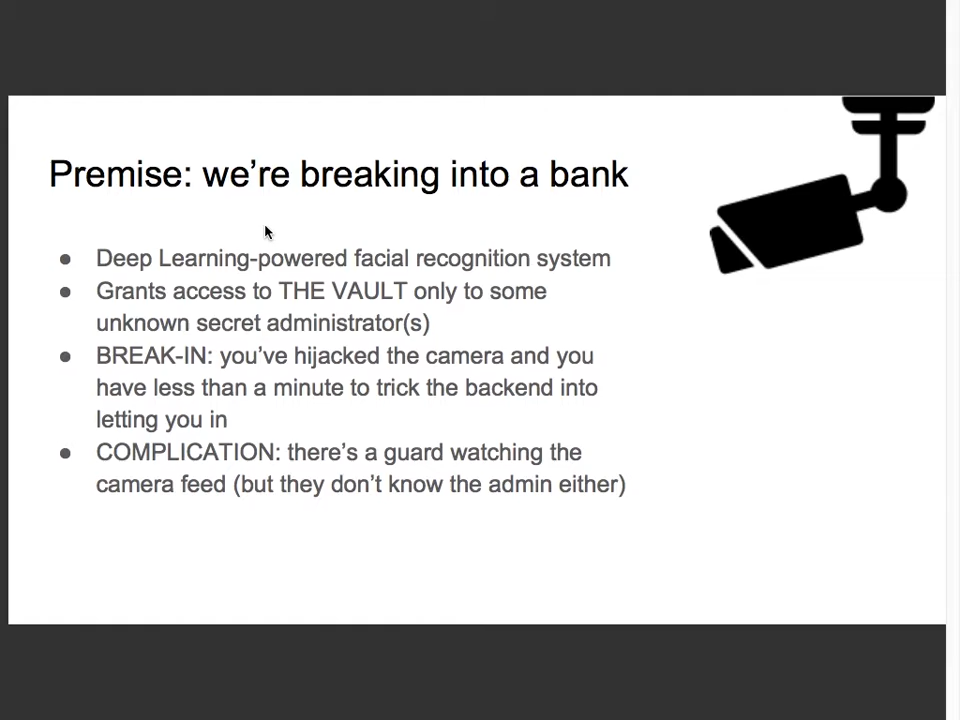 Premise: we’re breaking into a bank
● Deep Learning-powered facial recognition system
● Grants access to THE VAULT only to some
unknown secret administrator(s)
● BREAK-IN: you’ve hijacked the camera and you
have less than a minute to trick the backend into
letting you in
● COMPLICATION: there’s a guard watching the
camera feed (but they don’t know the admin either)